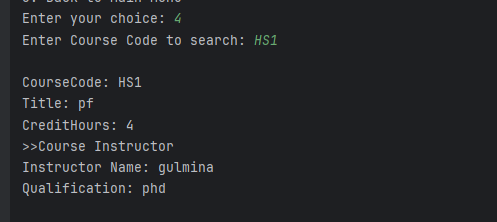 Enter your choice: 4
Enter Course Code to search: HS1
CourseCode: HS1
Title: pf
CreditHours: 4
>>Course Instructor
Instructor Name: gulmina
Qualification: phd